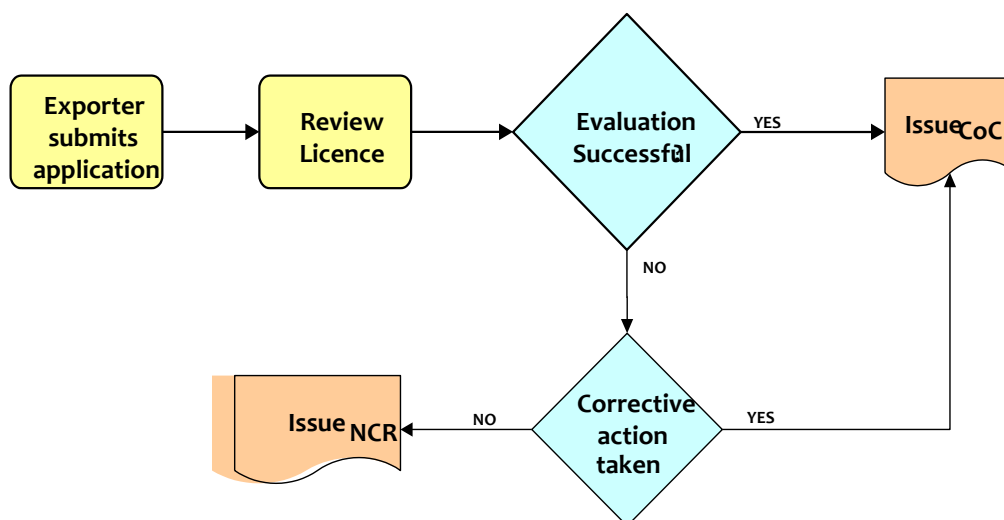 Exporter
submits
application
Review
Licence
Evaluation
Successful?
YES
Issue CoC
NO
Corrective
action
taken
YES
NO
Issue NCR